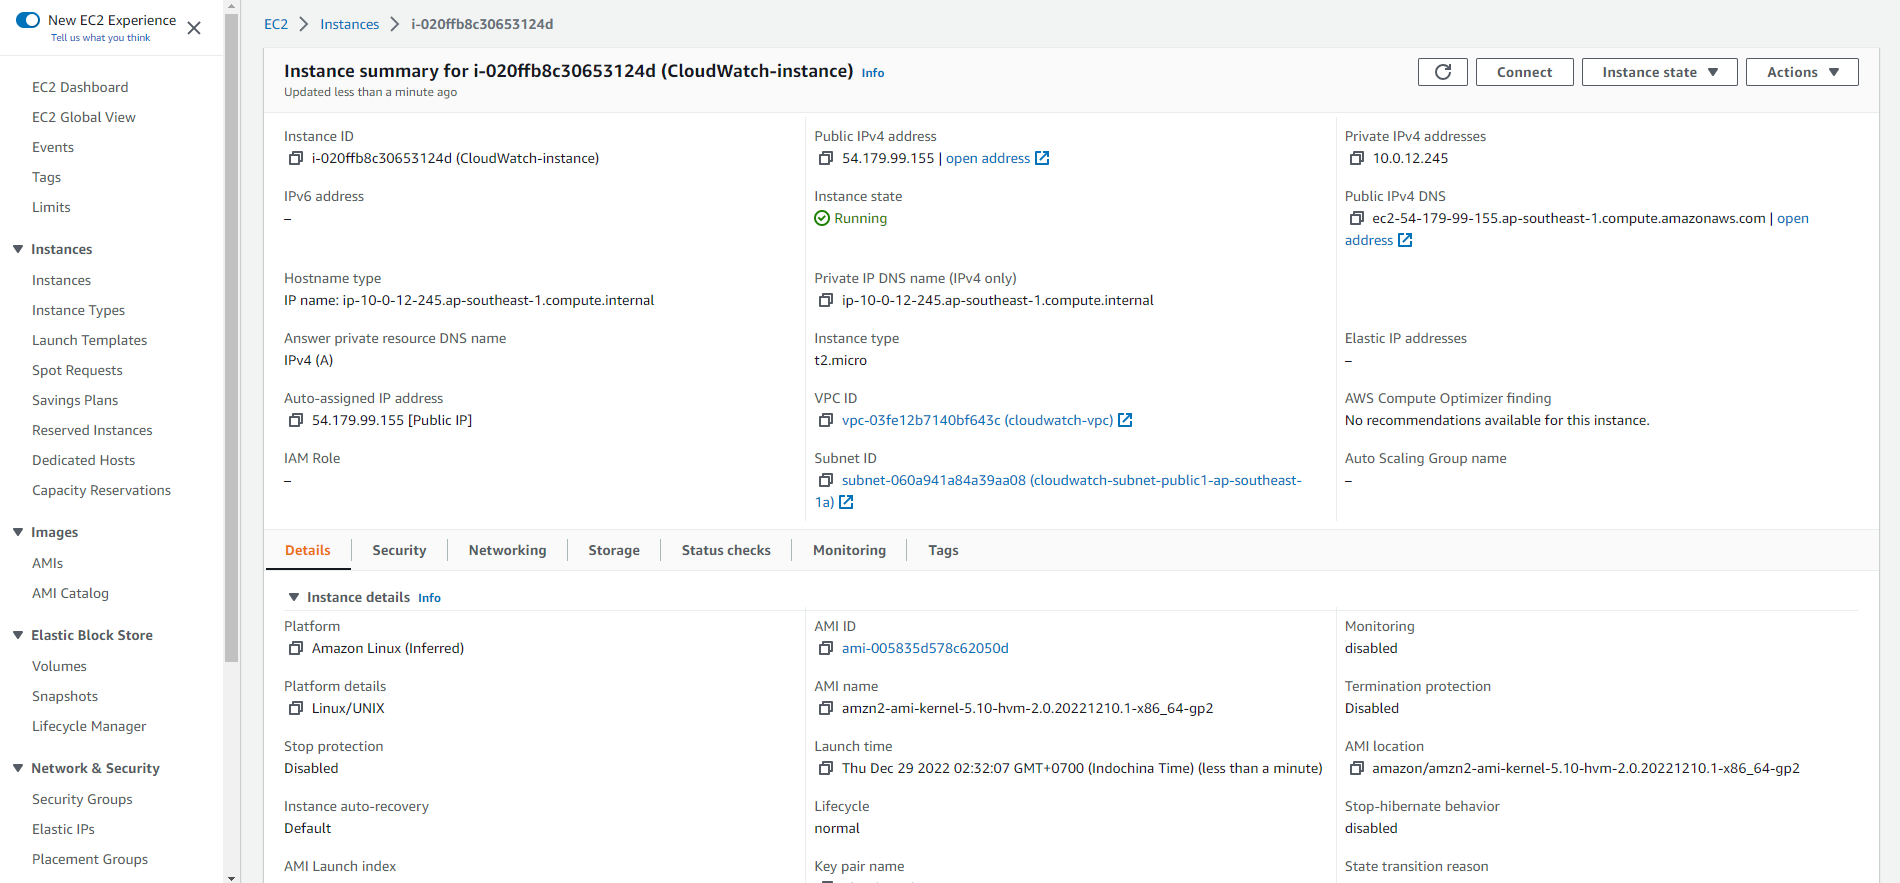 New EC2 Experience
Tell us what you think
EC2 Dashboard
EC2 Global View
Events
Tags
Limits
Instances
Instances
Instance Types
Launch Templates
Spot Requests
Savings Plans
Reserved Instances
Dedicated Hosts
Capacity Reservations
Images
AMIs
AMI Catalog
Elastic Block Store
Volumes
Snapshots
Lifecycle Manager
Network & Security
Security Groups
Elastic IPs
Placement Groups
EC2 Instances i-020ffb8c30653124d
Instance summary for i-020ffb8c30653124d (CloudWatch-instance) Info
Updated less than a minute ago
Connect
Instance state
Actions
Instance ID
i-020ffb8c30653124d (CloudWatch-instance)
Public IPv4 address
54.179.99.155 | open address
Private IPv4 addresses
10.0.12.245
IPv6 address
–
Instance state
Running
Public IPv4 DNS
ec2-54-179-99-155.ap-southeast-1.compute.amazonaws.com | open
address
Hostname type
IP name: ip-10-0-12-245.ap-southeast-1.compute.internal
Private IP DNS name (IPv4 only)
ip-10-0-12-245.ap-southeast-1.compute.internal
Answer private resource DNS name
IPv4 (A)
Instance type
t2.micro
Elastic IP addresses
–
Auto-assigned IP address
54.179.99.155 [Public IP]
VPC ID
vpc-03fe12b7140bf643c (cloudwatch-vpc)
AWS Compute Optimizer finding
No recommendations available for this instance.
IAM Role
–
Subnet ID
subnet-060a941a84a39aa08 (cloudwatch-subnet-public1-ap-southeast-
1a)
Auto Scaling Group name
–
Details
Security
Networking
Storage
Status checks
Monitoring
Tags
Instance details Info
Platform
Amazon Linux (Inferred)
AMI ID
ami-005835d578c62050d
Monitoring
disabled
Platform details
Linux/UNIX
AMI name
amzn2-ami-kernel-5.10-hvm-2.0.20221210.1-x86_64-gp2
Termination protection
Disabled
Stop protection
Disabled
Launch time
Thu Dec 29 2022 02:32:07 GMT+0700 (Indochina Time) (less than a minute)
AMI location
amazon/amzn2-ami-kernel-5.10-hvm-2.0.20221210.1-x86_64-gp2
Instance auto-recovery
Default
Lifecycle
normal
Stop-hibernate behavior
disabled
AMI Launch index
Key pair name
State transition reason